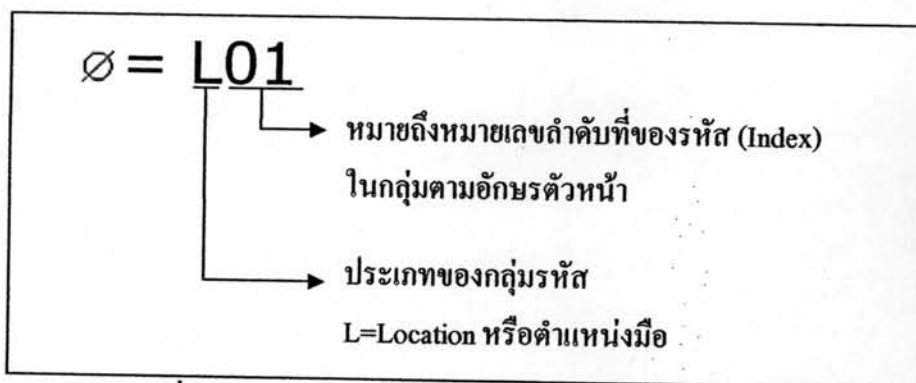 ∅ = L01
หมายถึงหมายเลขลำดับที่ของรหัส (Index)
ในกลุ่มตามอักษรตัวหน้า
ประเภทของกลุ่มรหัส
L=Location หรือตำแหน่งมือ